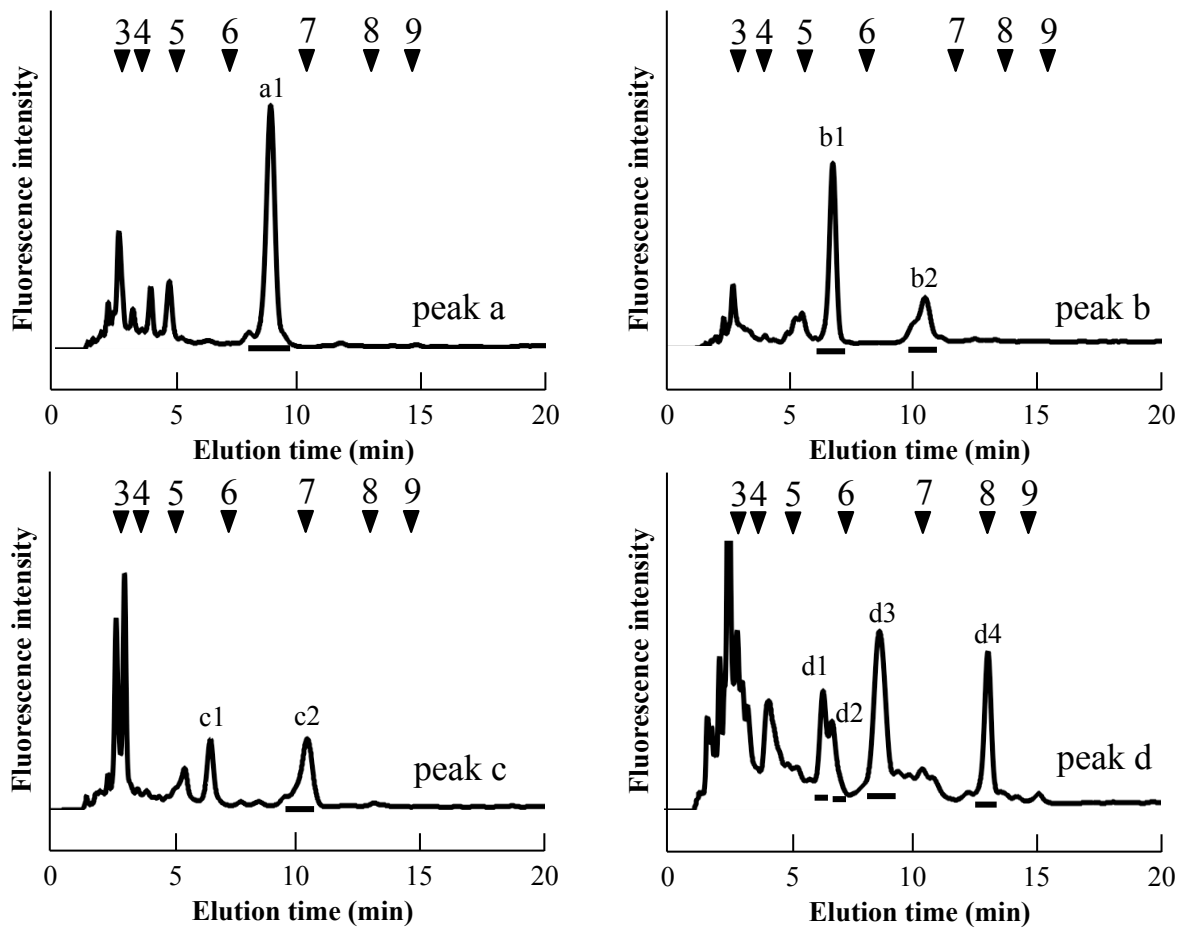 3 4 5 6 7 8 9
a1
peak a
Fluorescence intensity
0 5 10 15 20
Elution time (min)
3 4 5 6 7 8 9
b1
b2
peak b
Fluorescence intensity
0 5 10 15 20
Elution time (min)
3 4 5 6 7 8 9
c1 c2
peak c
Fluorescence intensity
0 5 10 15 20
Elution time (min)
3 4 5 6 7 8 9
d3
d4
d1
d2
peak d
Fluorescence intensity
0 5 10 15 20
Elution time (min)